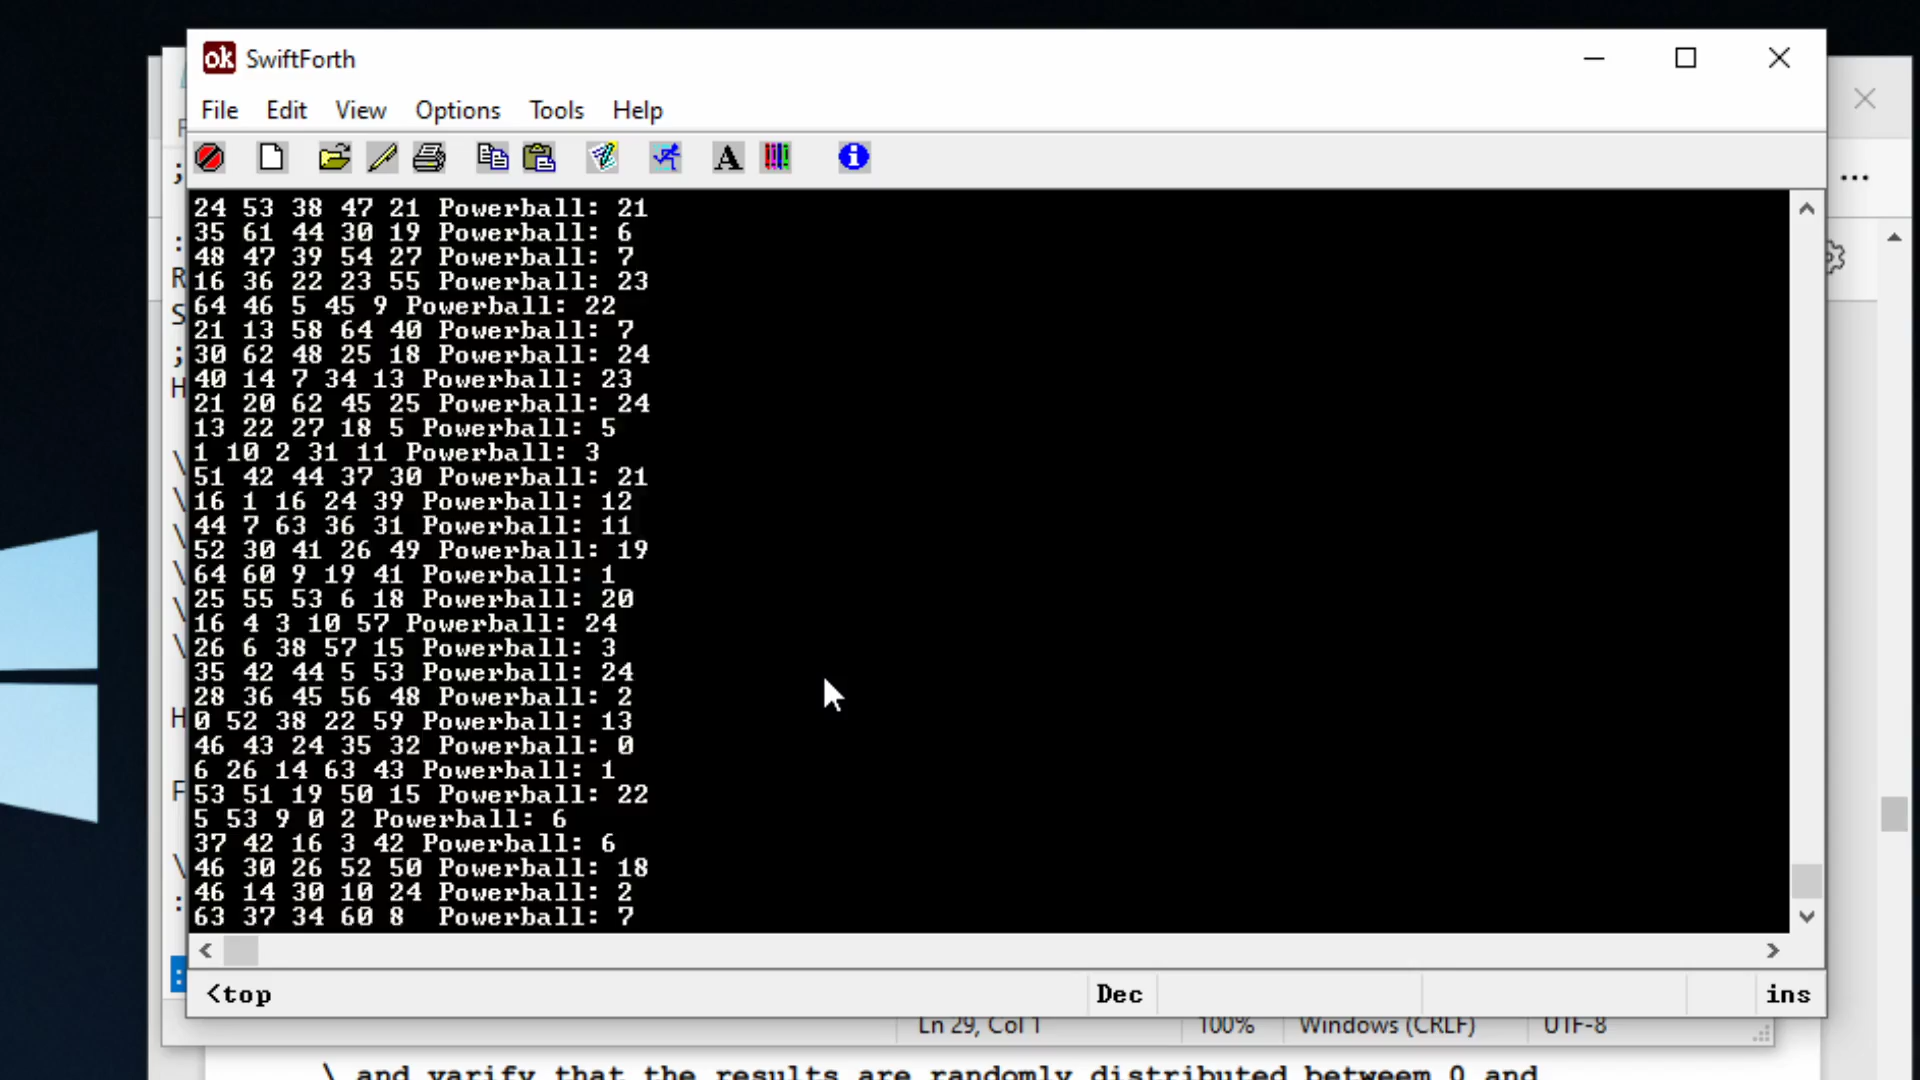 ok SwiftForth
File Edit View Options Tools Help
24 53 38 47 21 Powerball: 21
35 61 44 30 19 Powerball: 6
48 47 39 54 27 Powerball: 7
16 36 22 23 55 Powerball: 23
64 46 5 45 9 Powerball: 22
21 13 58 64 40 Powerball: 7
30 62 48 25 18 Powerball: 24
40 14 7 34 13 Powerball: 23
21 20 62 45 25 Powerball: 24
13 22 27 18 5 Powerball: 5
1 10 2 31 11 Powerball: 3
51 42 44 37 30 Powerball: 21
16 1 16 24 39 Powerball: 12
44 7 63 36 31 Powerball: 11
52 30 41 26 49 Powerball: 19
64 60 9 19 41 Powerball: 1
25 55 53 6 18 Powerball: 20
16 4 3 10 57 Powerball: 24
26 6 38 57 15 Powerball: 3
35 42 44 5 53 Powerball: 24
28 36 45 56 48 Powerball: 2
0 52 38 22 59 Powerball: 13
46 43 24 35 32 Powerball: 0
6 26 14 63 43 Powerball: 1
53 51 19 50 15 Powerball: 22
5 53 9 0 2 Powerball: 6
37 42 16 3 42 Powerball: 6
46 30 26 52 50 Powerball: 18
46 14 30 10 24 Powerball: 2
63 37 34 60 8 Powerball: 7
<top Dec ins
Ln 29, Col 1 100% Windows (CRLF) UTF-8
\ and varify that the results are randomly distributed betweem 0 and